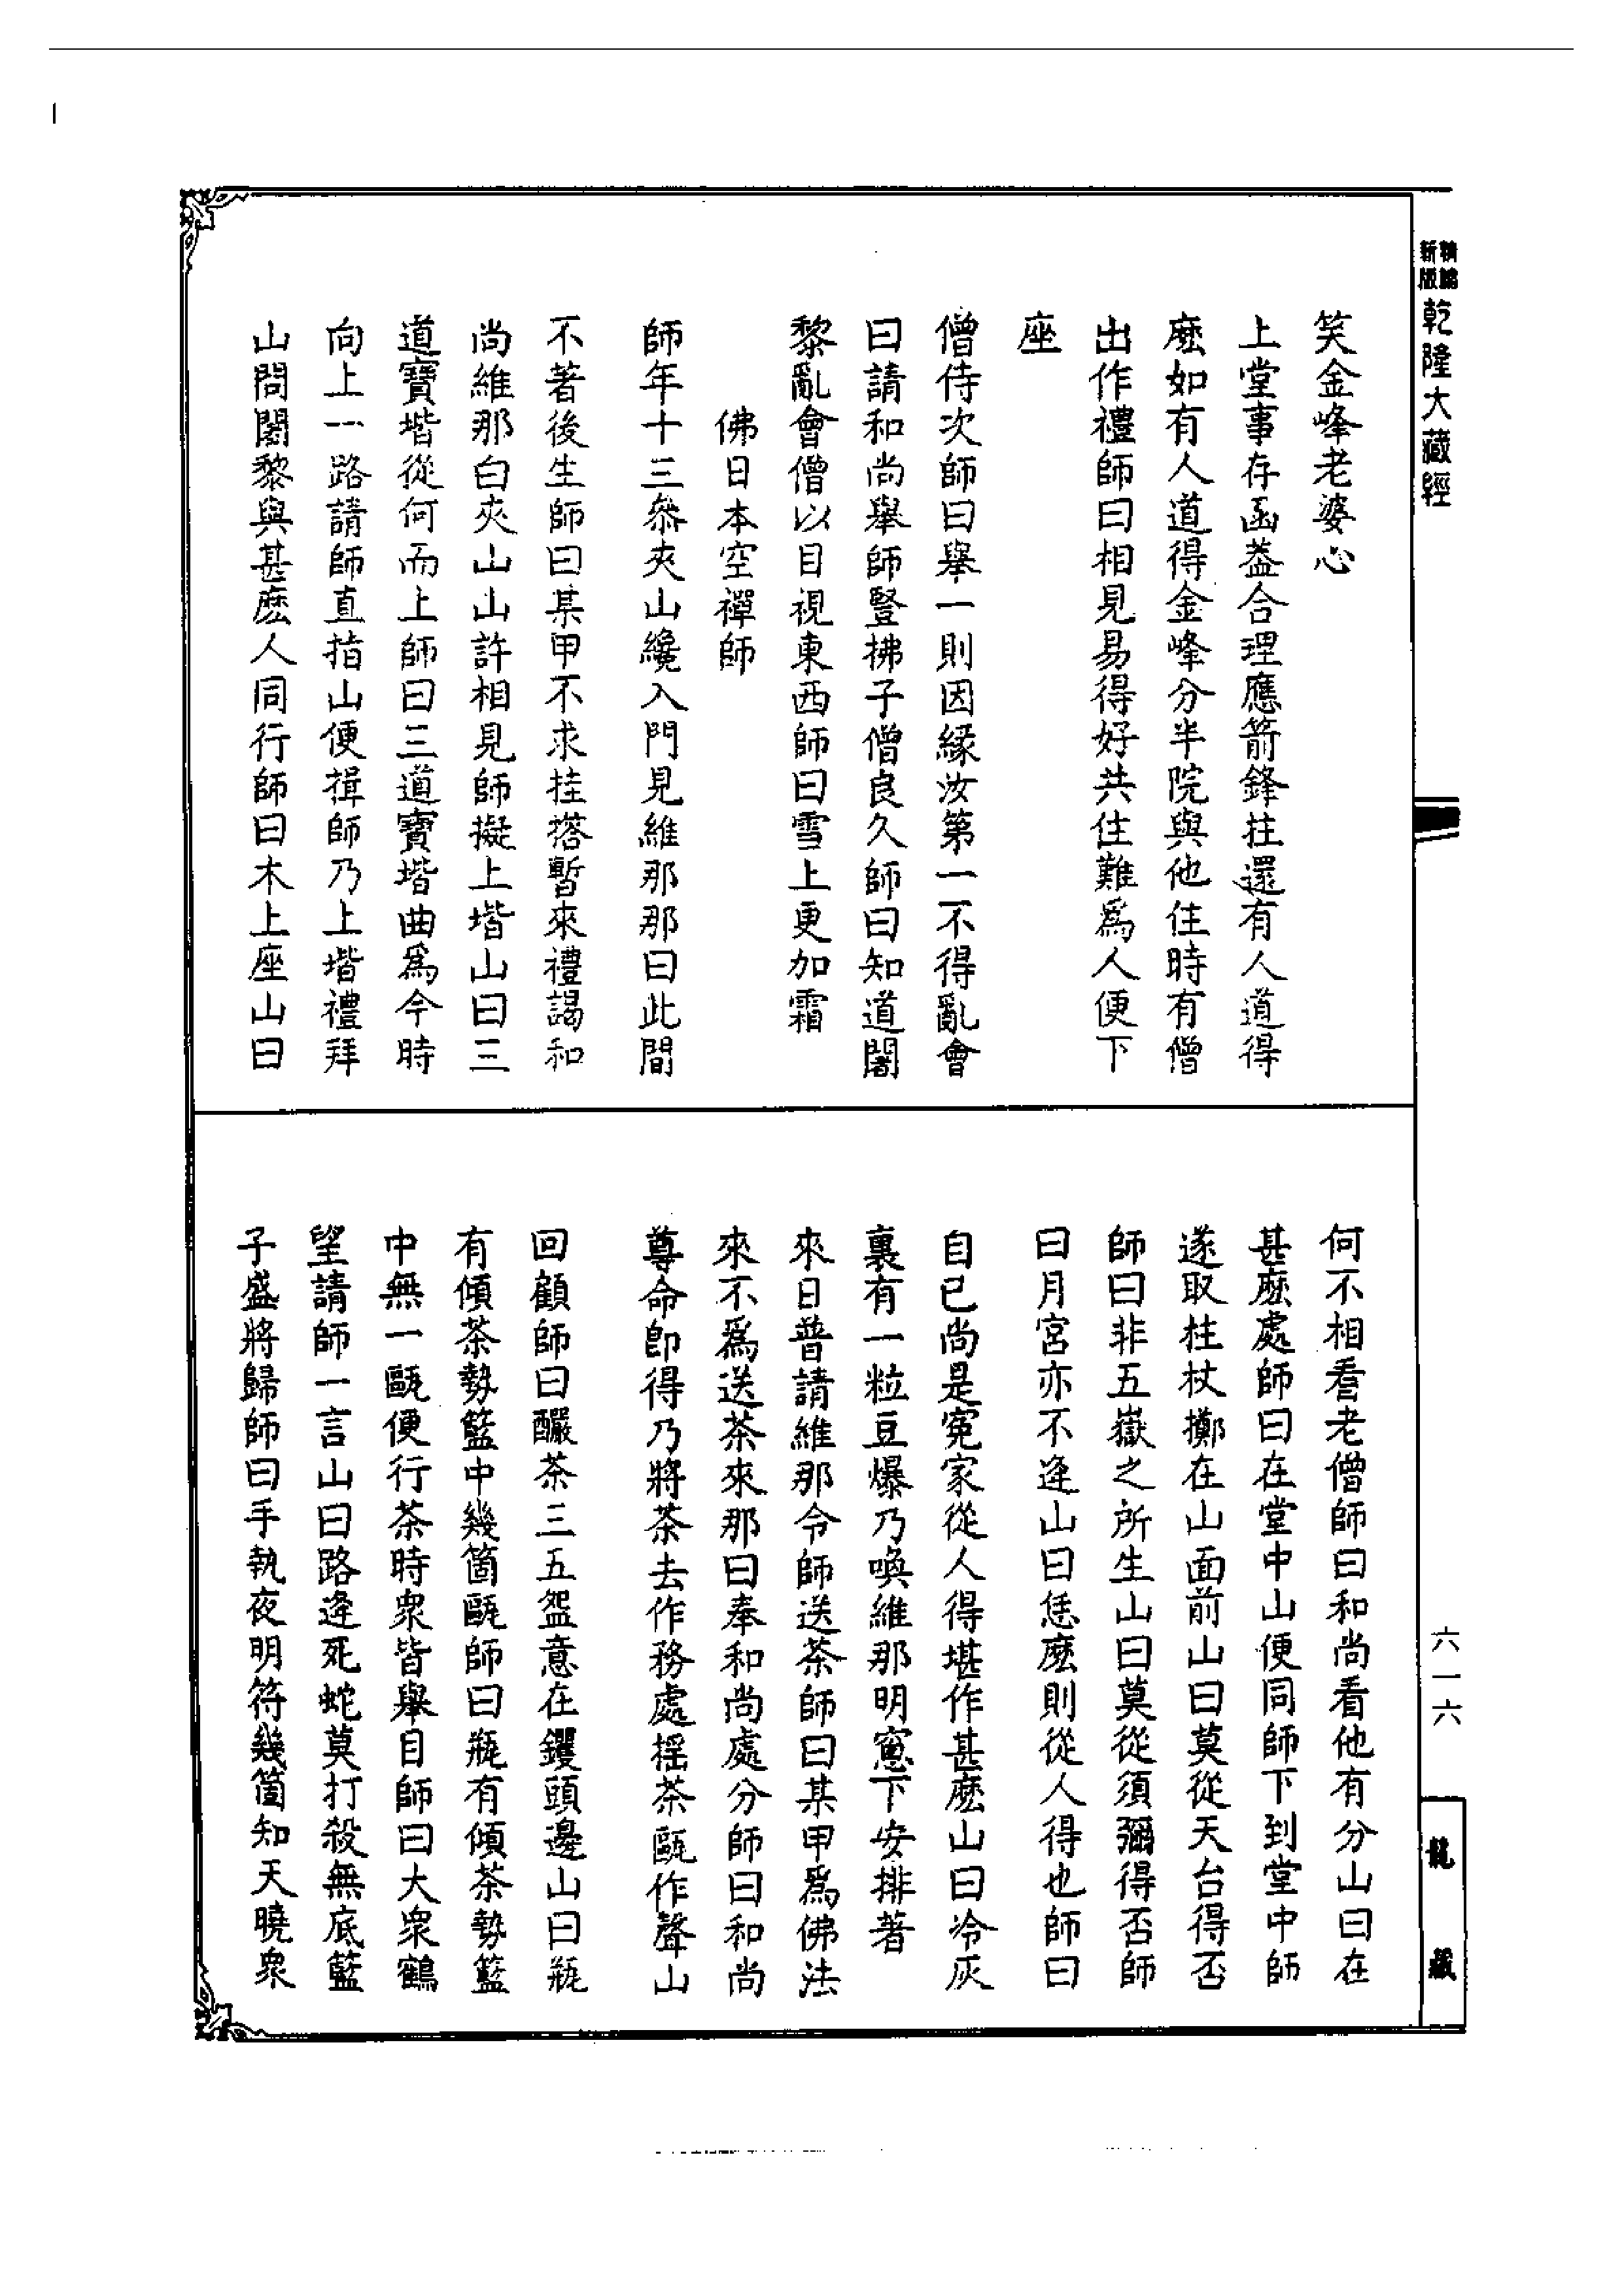 新編
新版
乾隆大藏經
笑金峰老婆心
上堂事存函蓋合理應箭鋒拄還有人道得
麽如有人道得金峰分半院與他住時有僧
出作禮師曰相見易得好共住難為人便下
座
僧侍次師曰舉一則因緣汝第一不得亂會
曰請和尚舉師豎拂子僧良久師曰知道闍
黎亂會僧以目視東西師曰雪上更加霜
佛日本空禪師
師年十三參夾山纔入門見維那那曰此間
不著後生師曰某甲不求挂搭暫來禮謁和
尚維那白夾山山許相見師擬上堦山曰三
道寶堦從何而上師曰三道寶堦曲為今時
向上一路請師直指山便揖師乃上堦禮拜
山問闍黎與甚麽人同行師曰木上座山曰
何不相看老僧師曰和尚看他有分山曰在
甚麽處師曰在堂中山便同師下到堂中師
遂取拄杖擲在山面前山曰莫從天台得否
師曰非五嶽之所生山曰莫從須彌得否師
曰月宮亦不逢山曰恁麽則從人得也師曰
自己尚是冤家從人得堪作甚麽山曰冷灰
裏有一粒豆爆乃喚維那明窻下安排著
來日普請維那令師送茶師曰某甲為佛法
來不為送茶來那曰奉和尚處分師曰和尚
尊命即得乃將茶去作務處搖茶甌作聲山
回顧師曰釅茶三五盌意在钁頭邊山曰瓶
有傾茶勢籃中幾箇甌師曰瓶有傾茶勢籃
中無一甌便行茶時衆皆舉目師曰大衆鶴
望請師一言山曰路逢死蛇莫打殺無底籃
子盛將歸師曰手執夜明符幾箇知天曉衆
六一六
龍藏